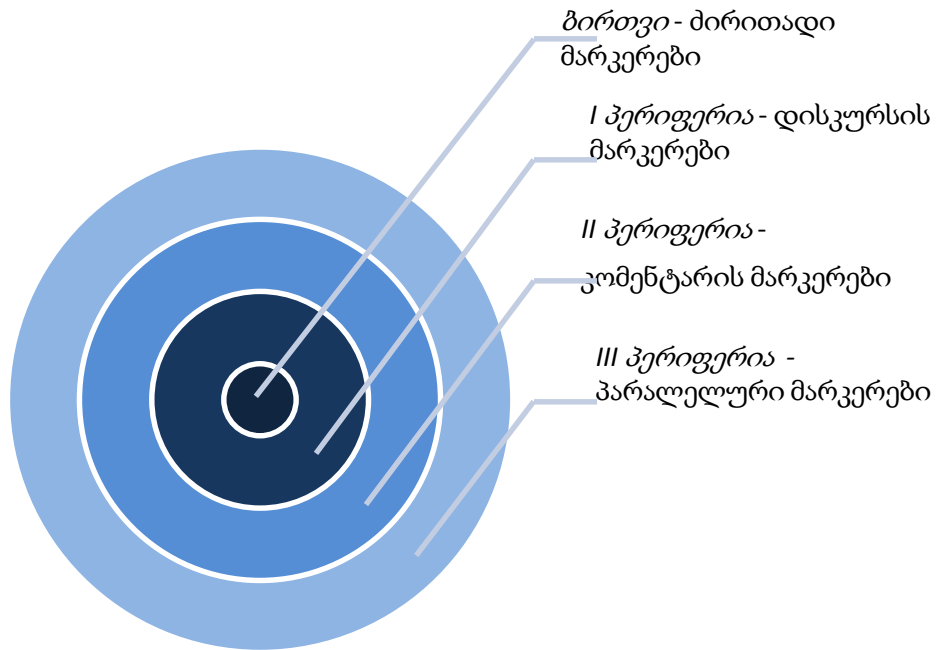 ბირთვი - ძირითადი
მარკერები
I პერიფერია - დისკურსის
მარკერები
II პერიფერია -
კომენტარის მარკერები
III პერიფერია -
პარალელური მარკერები